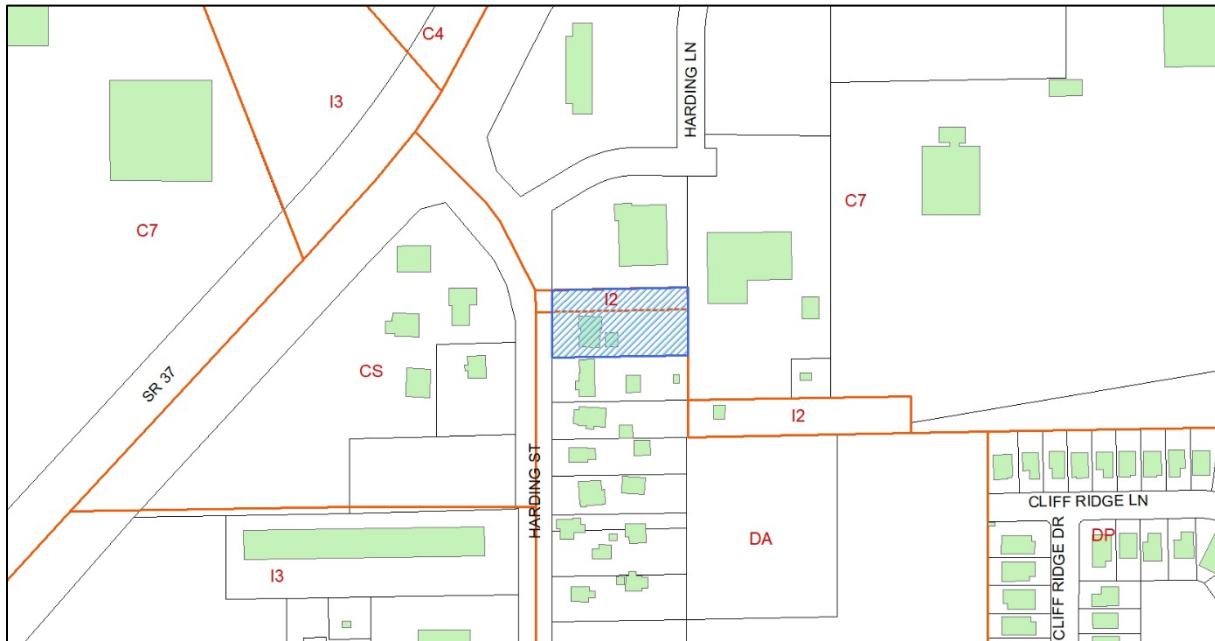 C4
I3
HARDING LN
C7
C7
I2
SR 37
CS
I2
HARDING ST
CLIFF RIDGE LN
DA
CLIFF RIDGE DR
DP
I3